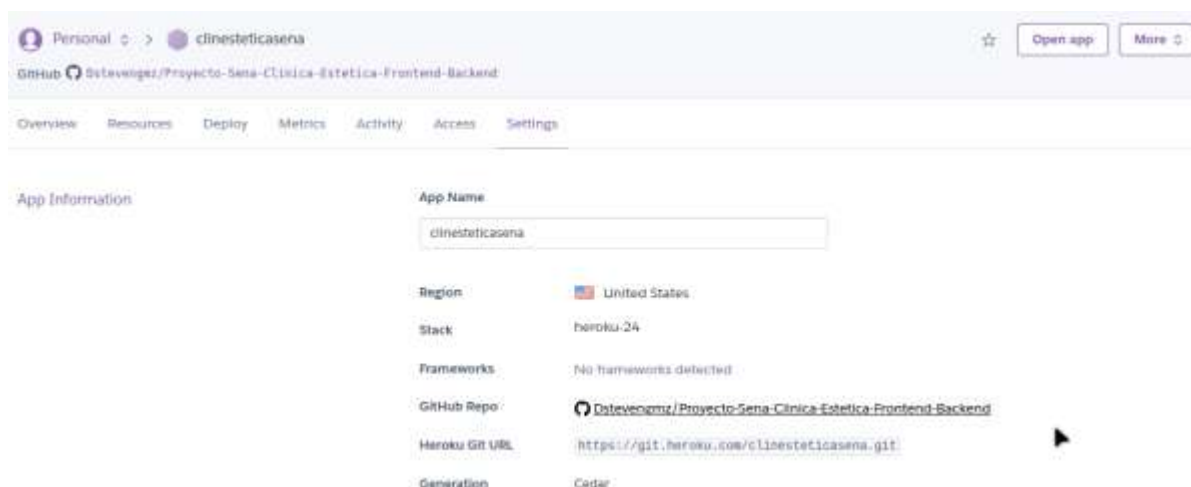 Personal > clinesteticasena
Open app
More
GitHub Dstevengmz/Proyecto-Sena-Clinica-Estetica-Frontend-Backend
Overview Resources Deploy Metrics Activity Access Settings
App Information
App Name
clinesteticasena
Region United States
Stack heroku-24
Frameworks No frameworks detected
GitHub Repo Dstevengmz/Proyecto-Sena-Clinica-Estetica-Frontend-Backend
Heroku Git URL https://git.heroku.com/clinesteticasena.git
Generation Cedar